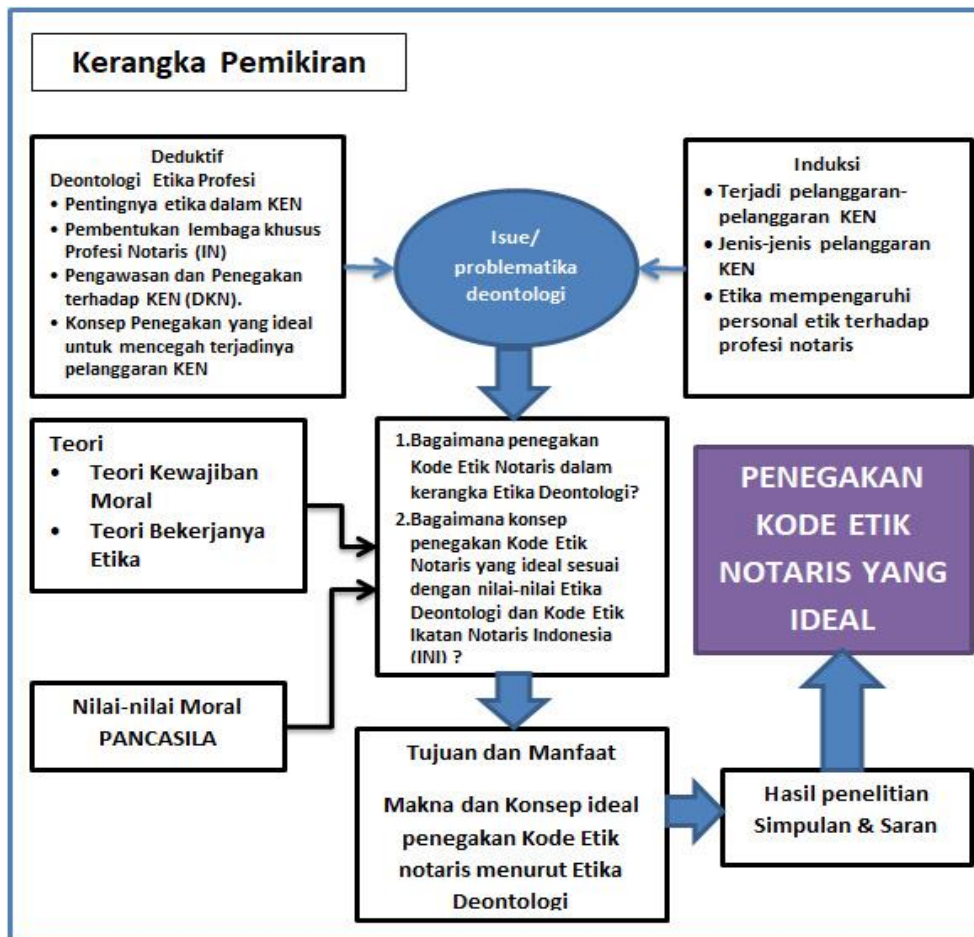 Kerangka Pemikiran
Deduktif
Deontologi Etika Profesi
• Pentingnya etika dalam KEN
• Pembentukan lembaga khusus
Profesi Notaris (IN)
• Pengawasan dan Penegakan
terhadap KEN (DKN).
• Konsep Penegakan yang ideal
untuk mencegah terjadinya
pelanggaran KEN
Isue/
problematika
deontologi
Induksi
• Terjadi pelanggaran-
pelanggaran KEN
• Jenis-jenis pelanggaran
KEN
• Etika mempengaruhi
personal etik terhadap
profesi notaris
Teori
• Teori Kewajiban
Moral
• Teori Bekerjanya
Etika
1.Bagaimana penegakan
Kode Etik Notaris dalam
kerangka Etika Deontologi?
2.Bagaimana konsep
penegakan Kode Etik
Notaris yang ideal sesuai
dengan nilai-nilai Etika
Deontologi dan Kode Etik
Ikatan Notaris Indonesia
(INI) ?
PENEGAKAN
KODE ETIK
NOTARIS YANG
IDEAL
Nilai-nilai Moral
PANCASILA
Tujuan dan Manfaat
Makna dan Konsep ideal
penegakan Kode Etik
notaris menurut Etika
Deontologi
Hasil penelitian
Simpulan & Saran